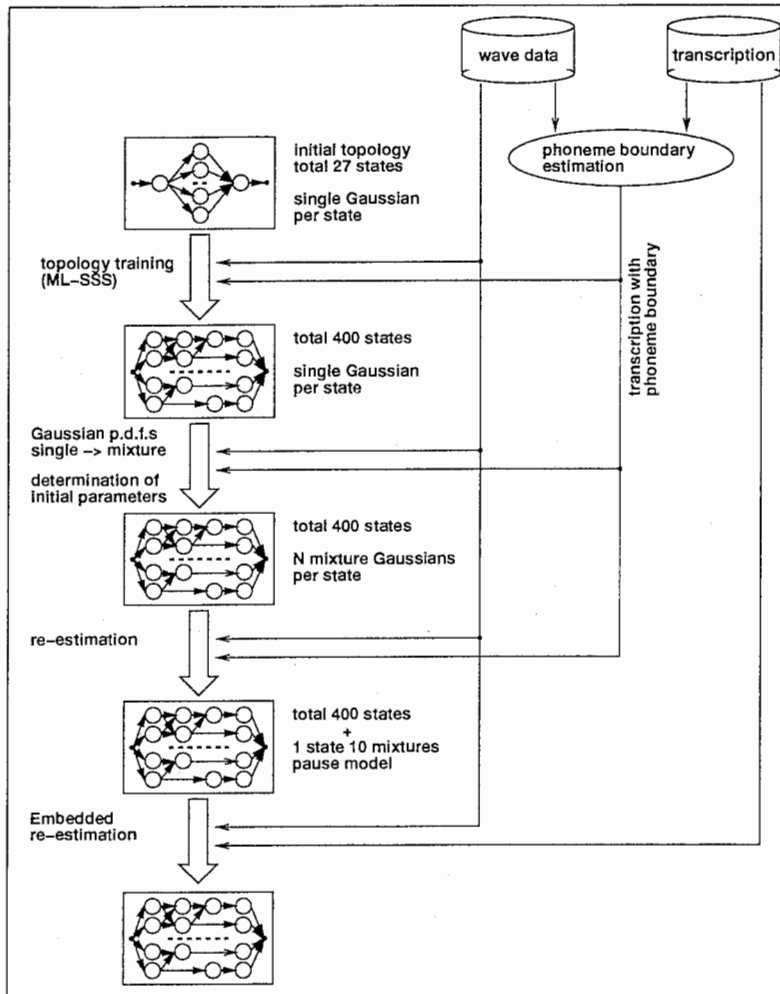 wave data
transcription
initial topology
total 27 states
single Gaussian
per state
phoneme boundary
estimation
topology training
(ML-SSS)
transcription with
phoneme boundary
total 400 states
single Gaussian
per state
Gaussian p.d.f.s
single -> mixture
determination of
initial parameters
total 400 states
N mixture Gaussians
per state
re-estimation
total 400 states
+
1 state 10 mixtures
pause model
Embedded
re-estimation